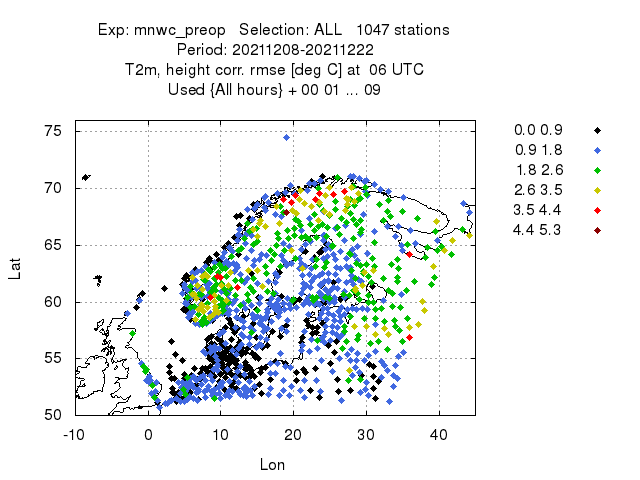 Exp: mnwc_preop   Selection: ALL   1047 stations
Period: 20211208-20211222
T2m, height corr. rmse [deg C] at  06 UTC
Used {All hours} + 00 01 ... 09
0.0 0.9
0.9 1.8
1.8 2.6
2.6 3.5
3.5 4.4
4.4 5.3
75
70
65
60
55
50
Lat
-10 0 10 20 30 40
Lon